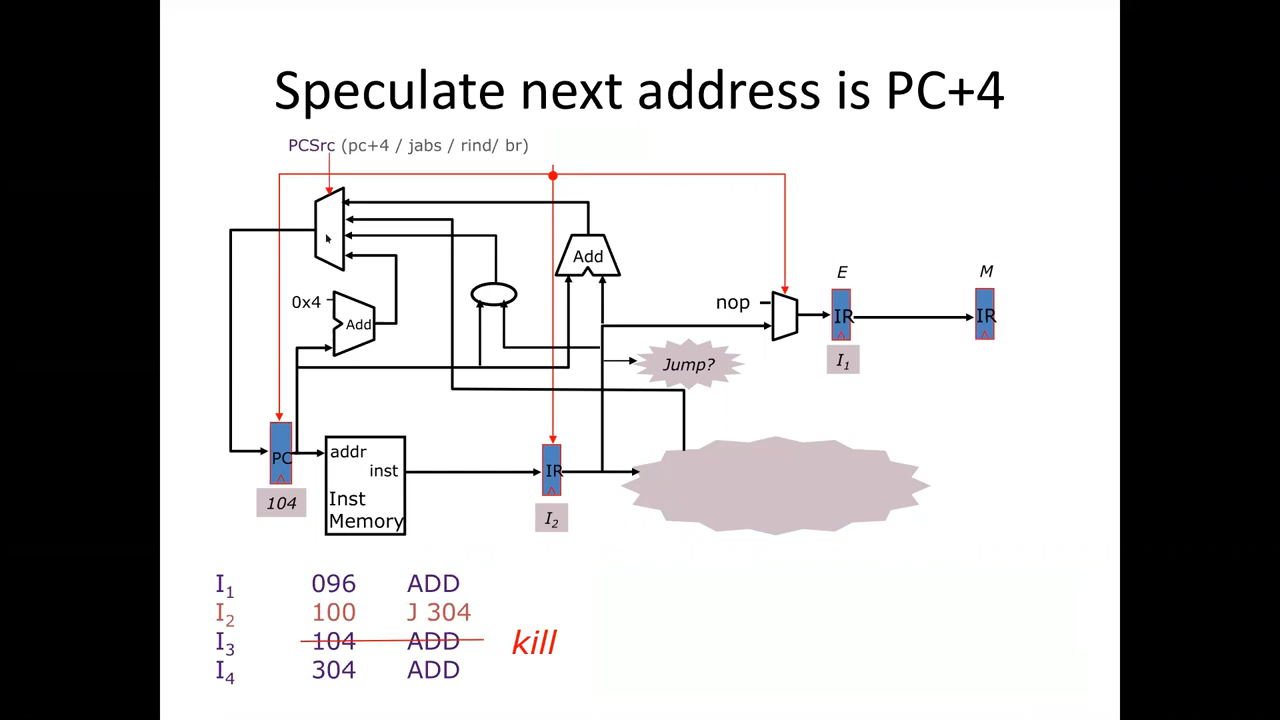 Speculate next address is PC+4
PCSrc (pc+4 / jabs / rind/ br)
Add
E
M
0x4
Add
nop
IR
IR
Jump?
I1
PC
addr
inst
Inst
Memory
IR
104
I2
I1 096 ADD
I2 100 J 304
I3 104 ADD kill
I4 304 ADD